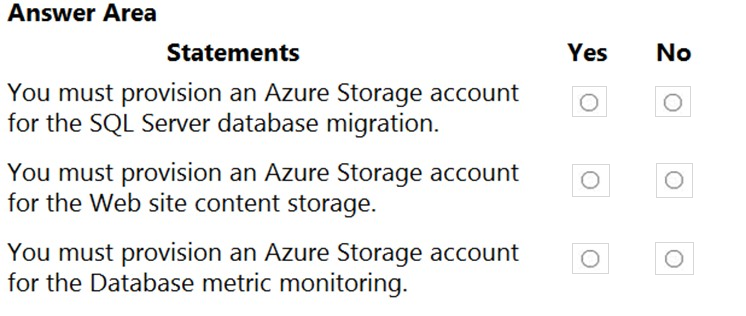 Answer Area
Statements Yes No
You must provision an Azure Storage account
for the SQL Server database migration.
You must provision an Azure Storage account
for the Web site content storage.
You must provision an Azure Storage account
for the Database metric monitoring.